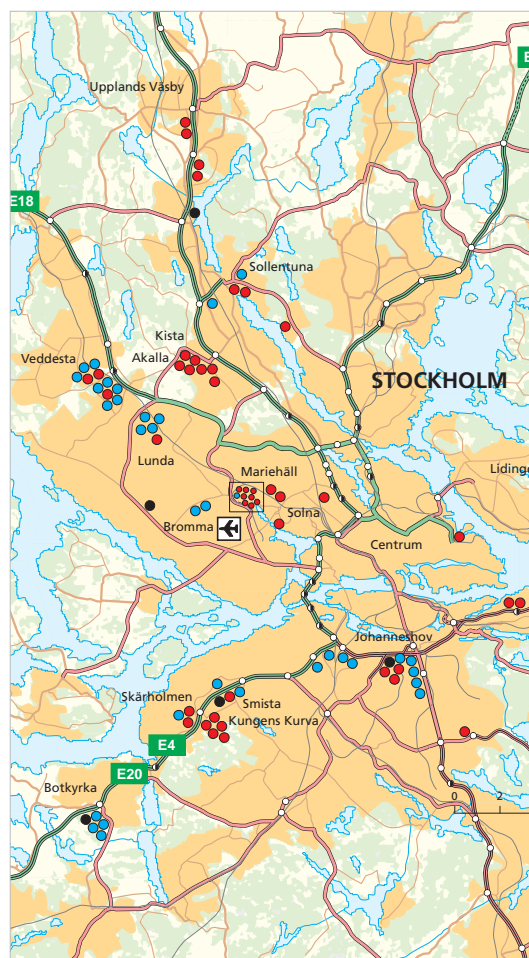 E
Upplands Väsby
E18
Sollentuna
Kista
Akalla
Veddesta
STOCKHOLM
Lunda
Mariehäll
Lidingö
Solna
Bromma
Centrum
Johanneshov
Skärholmen
Smista
Kungens Kurva
E4
E20
Botkyrka
0 2